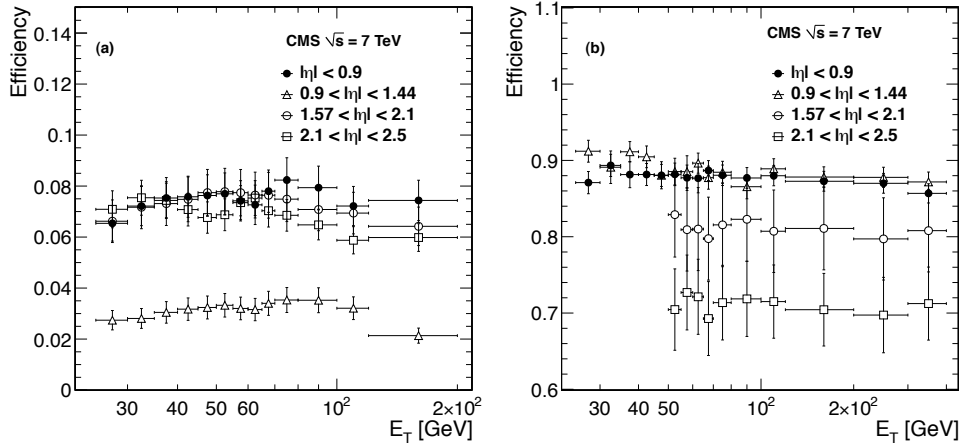 Efficiency
0.14
0.12
0.1
0.08
0.06
0.04
0.02
0
(a)
CMS √s = 7 TeV
|η| < 0.9
0.9 < |η| < 1.44
1.57 < |η| < 2.1
2.1 < |η| < 2.5
30 40 50 60 10² 2×10²
E_T [GeV]
Efficiency
1.1
1
0.9
0.8
0.7
0.6
(b)
CMS √s = 7 TeV
|η| < 0.9
0.9 < |η| < 1.44
1.57 < |η| < 2.1
2.1 < |η| < 2.5
30 40 10² 2×10²
E_T [GeV]